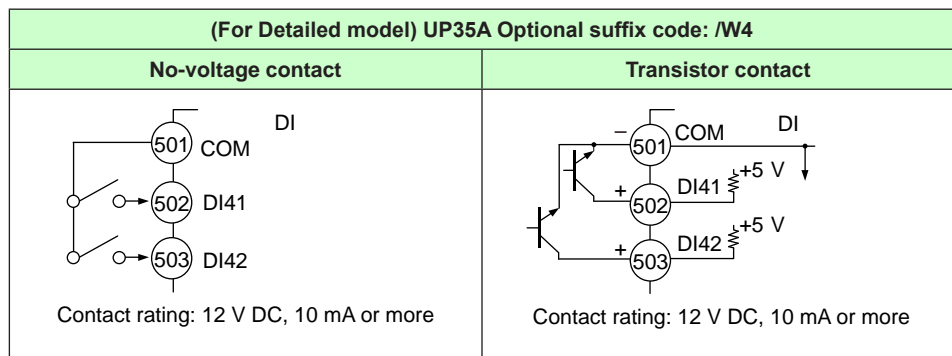 (For Detailed model) UP35A Optional suffix code: /W4
No-voltage contact
Transistor contact
DI
501
COM
502
DI41
503
DI42
Contact rating: 12 V DC, 10 mA or more
DI
–
501
COM
+5 V
+
502
DI41
+5 V
+
503
DI42
Contact rating: 12 V DC, 10 mA or more